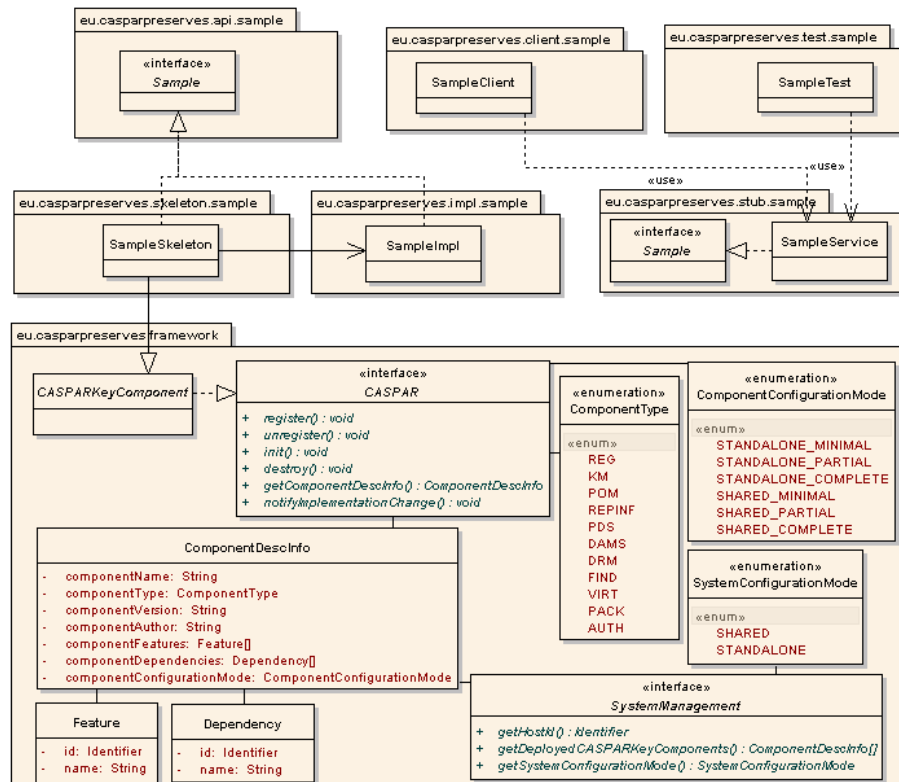 eu.casparpreserves.api.sample
«interface»
Sample
eu.casparpreserves.client.sample
SampleClient
eu.casparpreserves.test.sample
SampleTest
«use»
«use»
eu.casparpreserves.skeleton.sample
SampleSkeleton
eu.casparpreserves.impl.sample
SampleImpl
eu.casparpreserves.stub.sample
«interface»
Sample
SampleService
eu.casparpreserves.framework
CASPARKeyComponent
«interface»
CASPAR
+ register() : void
+ unregister() : void
+ init() : void
+ destroy() : void
+ getComponentDescInfo() : ComponentDescInfo
+ notifyImplementationChange() : void
«enumeration»
ComponentType
«enum»
REG
KM
POM
REPINF
PDS
DAMS
DRM
FIND
VIRT
PACK
AUTH
«enumeration»
ComponentConfigurationMode
«enum»
STANDALONE_MINIMAL
STANDALONE_PARTIAL
STANDALONE_COMPLETE
SHARED_MINIMAL
SHARED_PARTIAL
SHARED_COMPLETE
ComponentDescInfo
- componentName: String
- componentType: ComponentType
- componentVersion: String
- componentAuthor: String
- componentFeatures: Feature[]
- componentDependencies: Dependency[]
- componentConfigurationMode: ComponentConfigurationMode
«enumeration»
SystemConfigurationMode
«enum»
SHARED
STANDALONE
Feature
- id: Identifier
- name: String
Dependency
- id: Identifier
- name: String
«interface»
SystemManagement
+ getHostId() : Identifier
+ getDeployedCASPARKeyComponents() : ComponentDescInfo[]
+ getSystemConfigurationMode() : SystemConfigurationMode